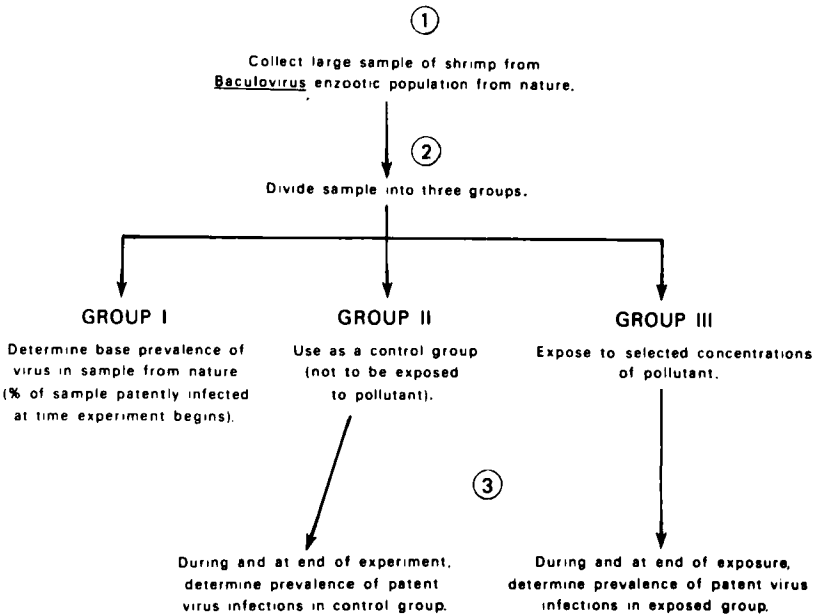 1
Collect large sample of shrimp from
Baculovirus enzootic population from nature.
2
Divide sample into three groups.
GROUP I
Determine base prevalence of
virus in sample from nature
(% of sample patently infected
at time experiment begins).
GROUP II
Use as a control group
(not to be exposed
to pollutant).
GROUP III
Expose to selected concentrations
of pollutant.
3
During and at end of experiment,
determine prevalence of patent
virus infections in control group.
During and at end of exposure,
determine prevalence of patent virus
infections in exposed group.